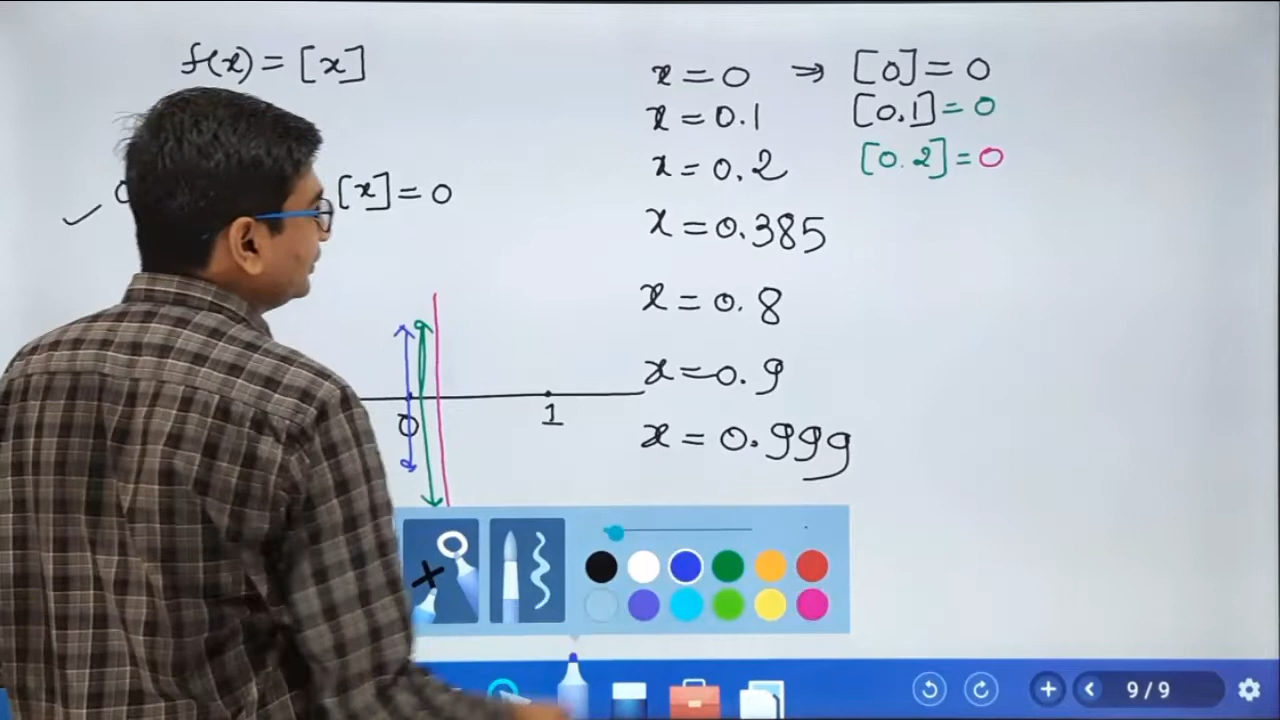 f(x) = [x]
[x] = 0
0
1
x = 0 ⇒ [0] = 0
x = 0.1 [0.1] = 0
x = 0.2 [0.2] = 0
x = 0.385
x = 0.8
x = 0.9
x = 0.999
9/9